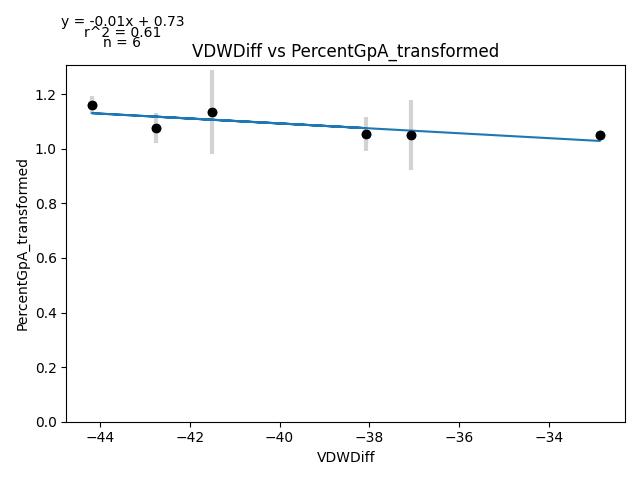 y = -0.01x + 0.73
r^2 = 0.61
n = 6
VDWDiff vs PercentGpA_transformed
PercentGpA_transformed
1.2
1.0
0.8
0.6
0.4
0.2
0.0
−44
−42
−40
−38
−36
−34
VDWDiff